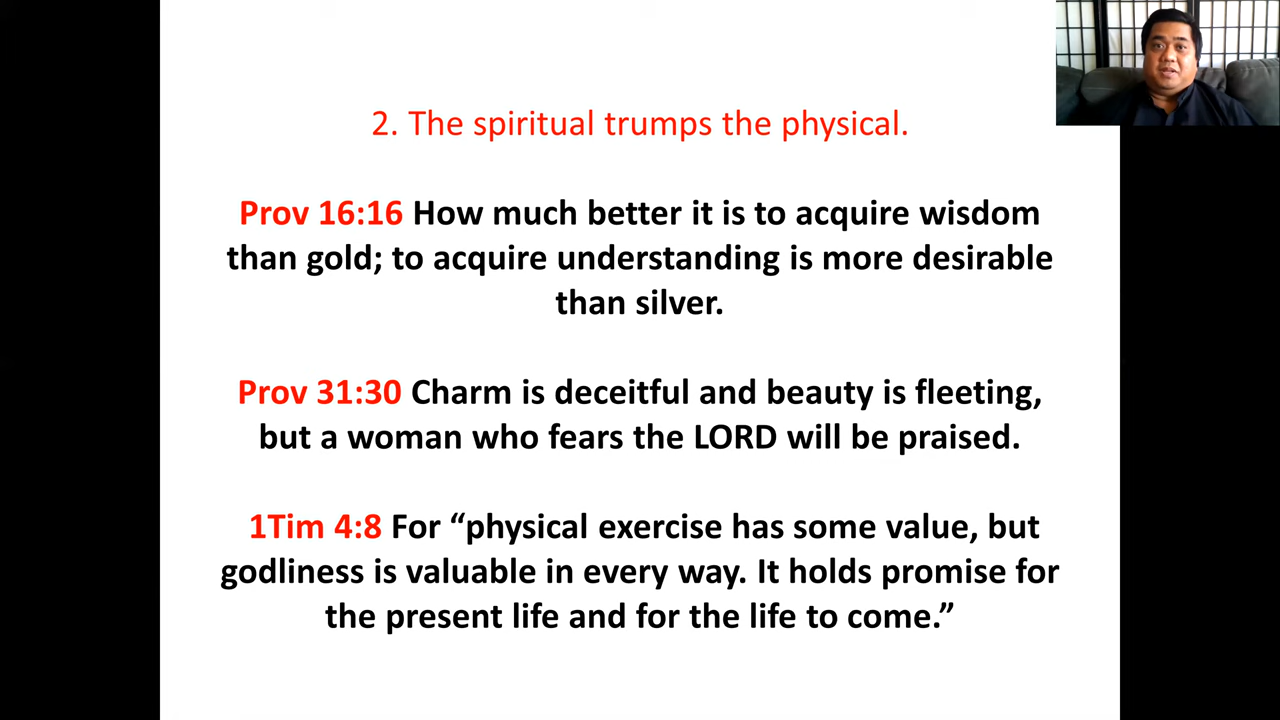 2. The spiritual trumps the physical.
Prov 16:16 How much better it is to acquire wisdom
than gold; to acquire understanding is more desirable
than silver.
Prov 31:30 Charm is deceitful and beauty is fleeting,
but a woman who fears the LORD will be praised.
1Tim 4:8 For “physical exercise has some value, but
godliness is valuable in every way. It holds promise for
the present life and for the life to come.”